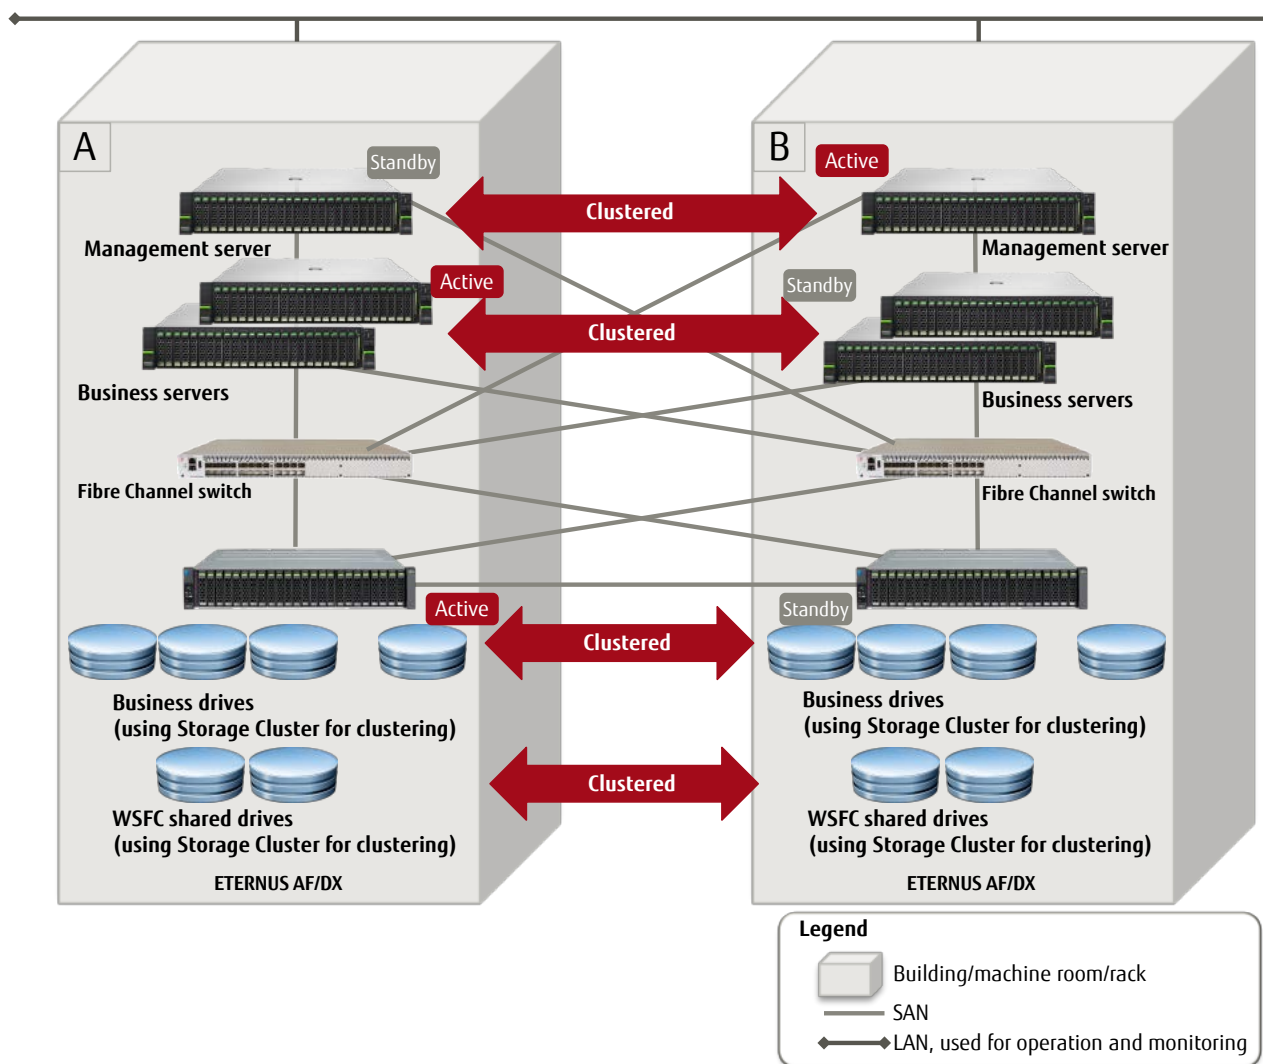 A
Standby
Clustered
Management server
Active
Clustered
Business servers
Fibre Channel switch
Active
Clustered
Business drives
(using Storage Cluster for clustering)
Clustered
WSFC shared drives
(using Storage Cluster for clustering)
ETERNUS AF/DX
B
Active
Management server
Standby
Business servers
Fibre Channel switch
Standby
Business drives
(using Storage Cluster for clustering)
WSFC shared drives
(using Storage Cluster for clustering)
ETERNUS AF/DX
Legend
Building/machine room/rack
SAN
LAN, used for operation and monitoring